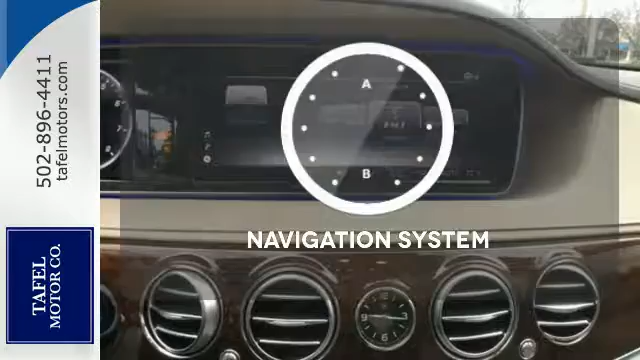 502-896-4411
tafelmotors.com
TAFEL
MOTOR CO.
A
B
NAVIGATION SYSTEM